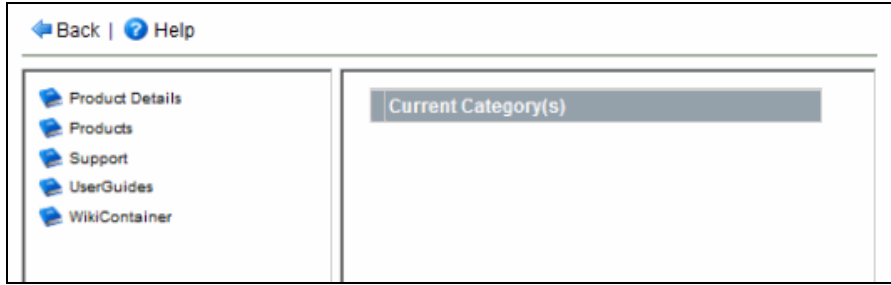 Back | Help
Product Details
Products
Support
UserGuides
WikiContainer
Current Category(s)